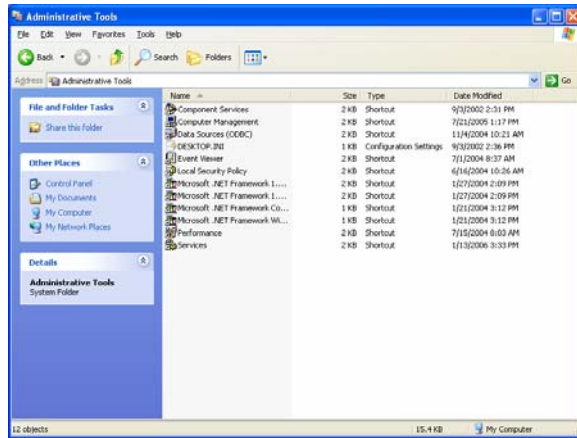 Administrative Tools
File Edit View Favorites Tools Help
Back Search Folders
Address Administrative Tools Go
File and Folder Tasks
Share this folder
Other Places
Control Panel
My Documents
My Computer
My Network Places
Details
Administrative Tools
System Folder
Name Size Type Date Modified
Component Services 2 KB Shortcut 9/3/2002 2:31 PM
Computer Management 2 KB Shortcut 7/21/2005 1:17 PM
Data Sources (ODBC) 2 KB Shortcut 11/4/2004 10:21 AM
DESKTOP.INI 1 KB Configuration Settings 9/3/2002 2:36 PM
Event Viewer 2 KB Shortcut 7/1/2004 8:37 AM
Local Security Policy 2 KB Shortcut 6/16/2004 10:26 AM
Microsoft .NET Framework 1.... 2 KB Shortcut 1/27/2004 2:09 PM
Microsoft .NET Framework 1.... 2 KB Shortcut 1/27/2004 2:09 PM
Microsoft .NET Framework Co... 1 KB Shortcut 1/21/2004 3:12 PM
Microsoft .NET Framework Wi... 1 KB Shortcut 1/21/2004 3:12 PM
Performance 2 KB Shortcut 7/15/2004 8:03 AM
Services 2 KB Shortcut 1/13/2006 3:33 PM
12 objects 15.4 KB My Computer